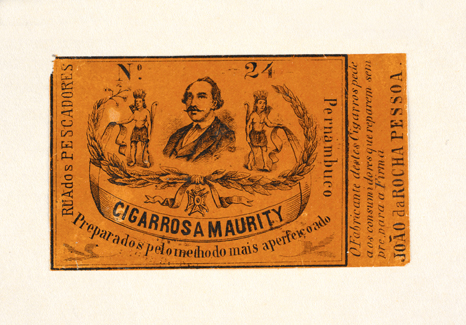 Nº 24
RUA dos PESCADORES
Pernambuco
CIGARROS A MAURITY
Preparados pelo methodo mais aperfeiçoado
O Fabricante destes Cigarros pede
aos consumidores que reparem sem
pre para a Firma
JOÃO da ROCHA PESSOA.